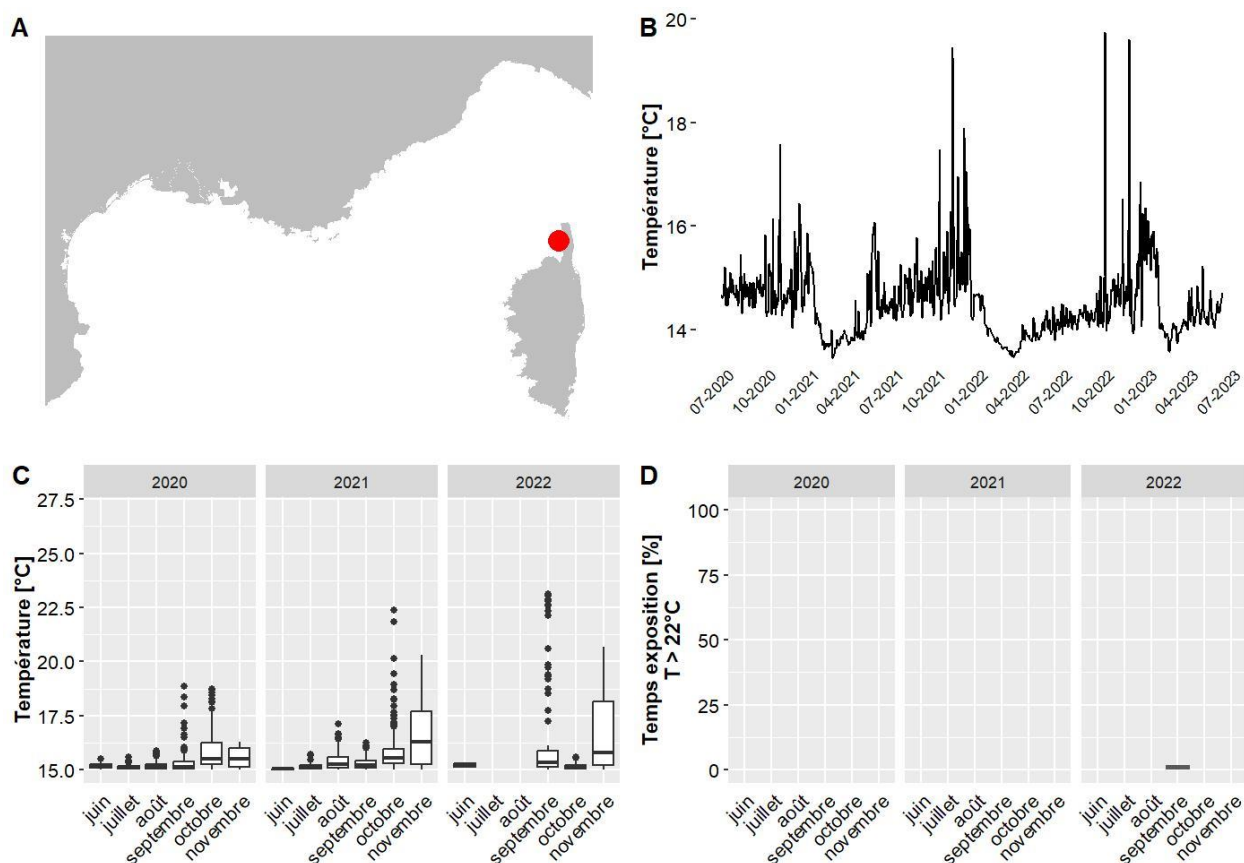 A
B
Température [°C]
20
18
16
14
07-2020
10-2020
01-2021
04-2021
07-2021
10-2021
01-2022
04-2022
07-2022
10-2022
01-2023
04-2023
07-2023
C
2020
2021
2022
Température [°C]
27.5
25.0
22.5
20.0
17.5
15.0
juin
juillet
août
septembre
octobre
novembre
juin
juillet
août
septembre
octobre
novembre
juin
juillet
août
septembre
octobre
novembre
D
2020
2021
2022
Temps exposition [%]
T > 22°C
100
75
50
25
0
juin
juillet
août
septembre
octobre
novembre
juin
juillet
août
septembre
octobre
novembre
juin
juillet
août
septembre
octobre
novembre